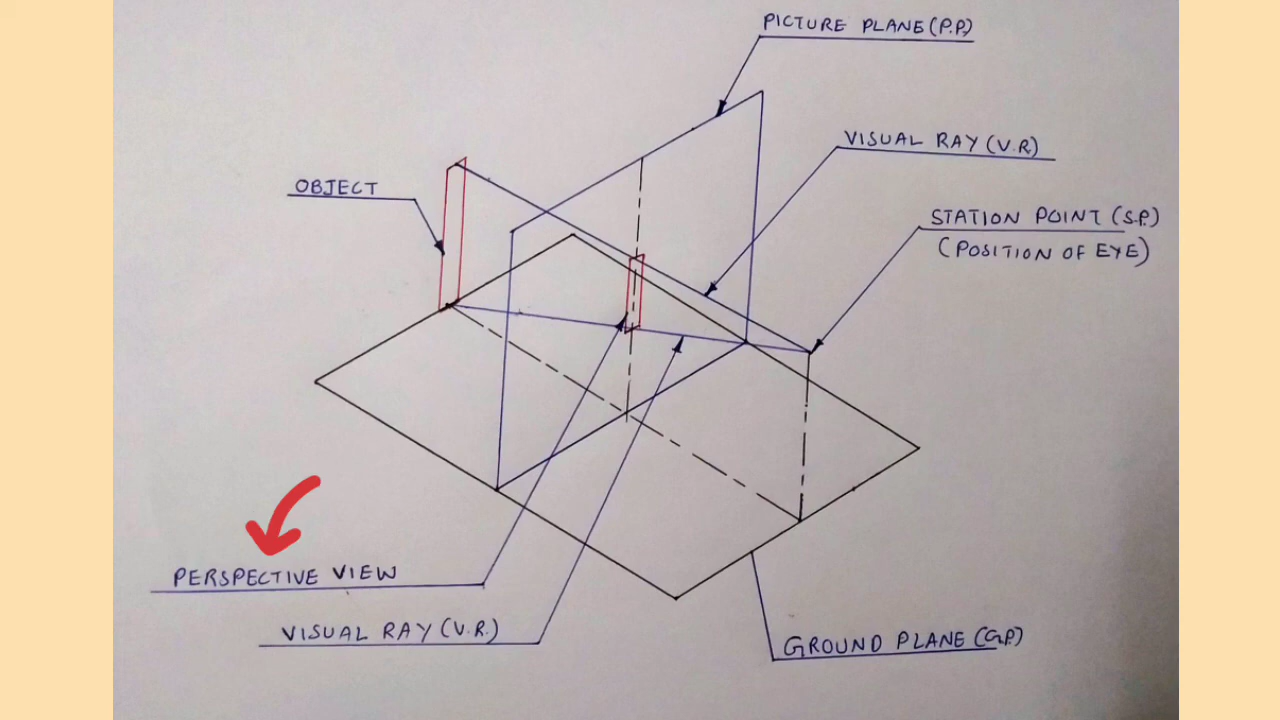 PICTURE PLANE (P.P.)
VISUAL RAY (V.R)
OBJECT
STATION POINT (S.P.)
(POSITION OF EYE)
PERSPECTIVE VIEW
VISUAL RAY (V.R.)
GROUND PLANE (G.P.)